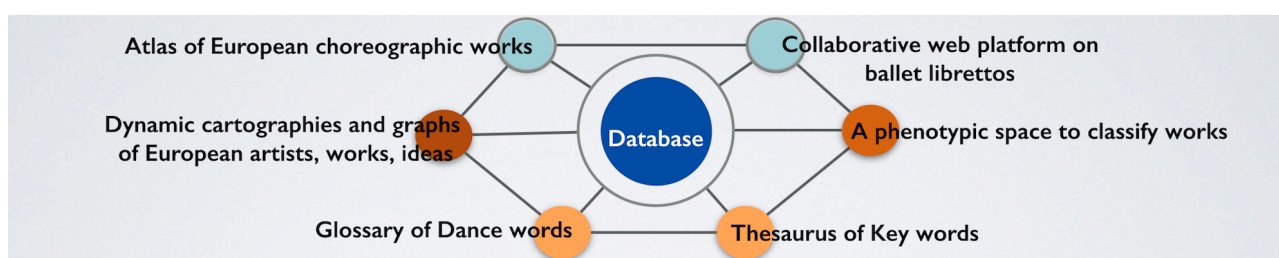 Atlas of European choreographic works
Collaborative web platform on
ballet librettos
Dynamic cartographies and graphs
of European artists, works, ideas
Database
A phenotypic space to classify works
Glossary of Dance words
Thesaurus of Key words